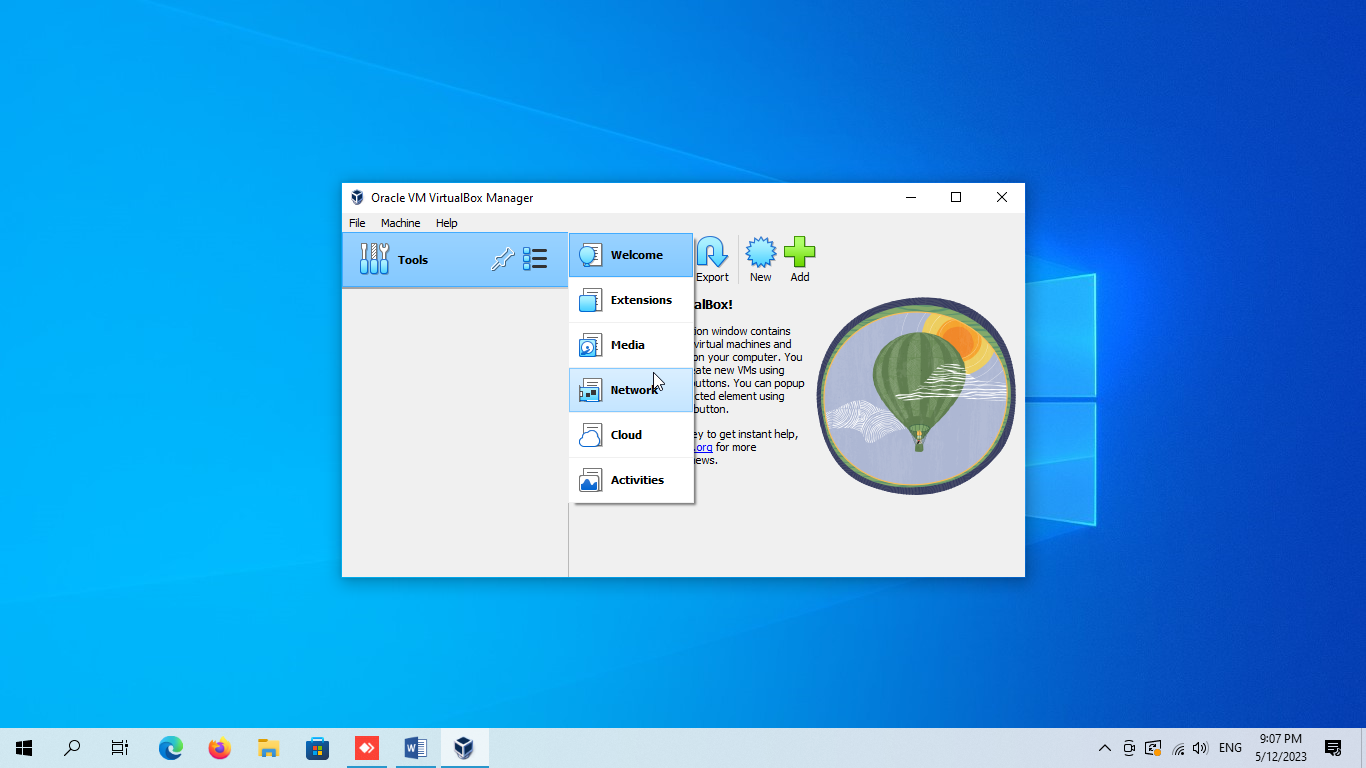 Oracle VM VirtualBox Manager
File Machine Help
Tools
Welcome
Extensions
Media
Network
Cloud
Activities
Export New Add
alBox!
ion window contains
virtual machines and
on your computer. You
ate new VMs using
buttons. You can popup
cted element using
button.
ey to get instant help,
.org for more
ews.
ENG
9:07 PM
5/12/2023